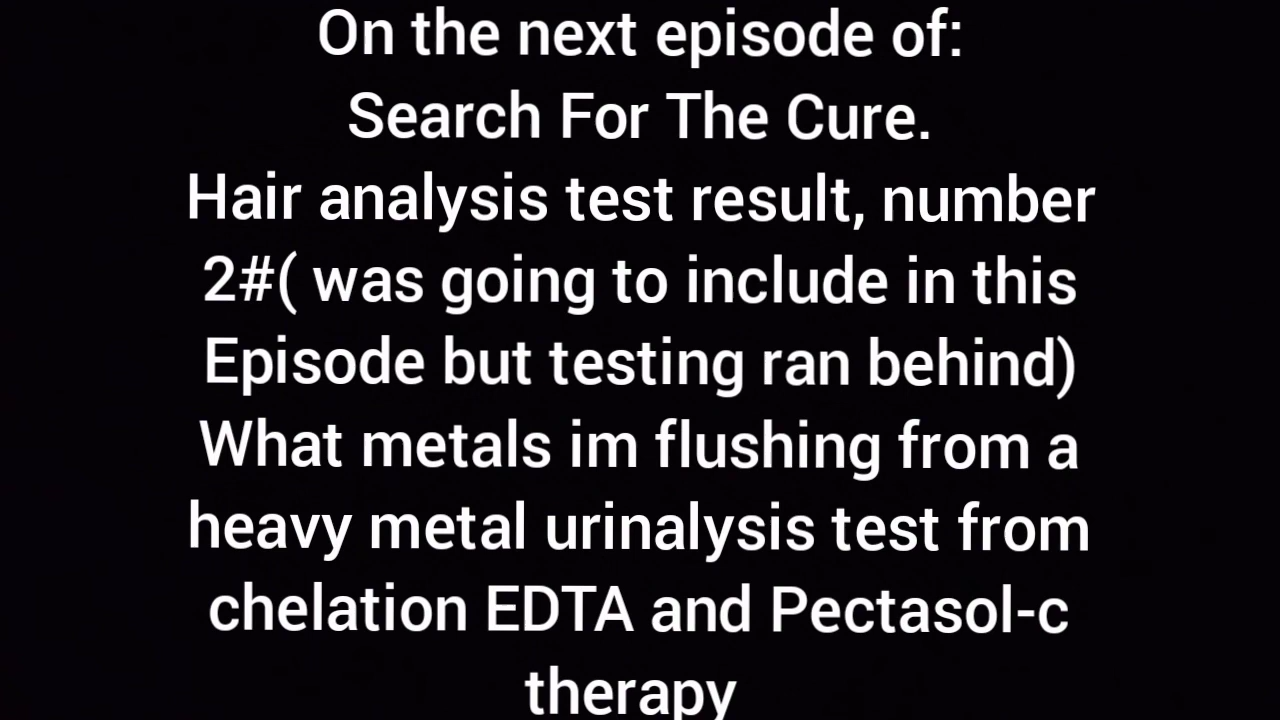 On the next episode of:
Search For The Cure.
Hair analysis test result, number
2#( was going to include in this
Episode but testing ran behind)
What metals im flushing from a
heavy metal urinalysis test from
chelation EDTA and Pectasol-c
therapy